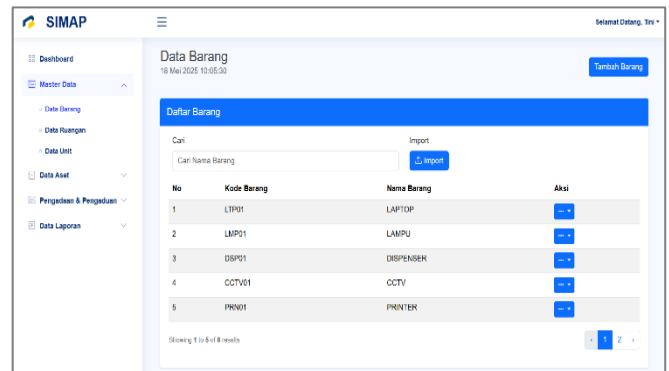 SIMAP
Selamat Datang, Tini
Dashboard
Master Data
Data Barang
Data Ruangan
Data Unit
Data Aset
Pengadaan & Pengaduan
Data Laporan
Data Barang
18 Mei 2025 10:05:30
Tambah Barang
Daftar Barang
Cari Import
Cari Nama Barang Import
No Kode Barang Nama Barang Aksi
1 LTP01 LAPTOP
2 LMP01 LAMPU
3 DSP01 DISPENSER
4 CCTV01 CCTV
5 PRN01 PRINTER
Showing 1 to 5 of 8 results
‹ 1 2 ›